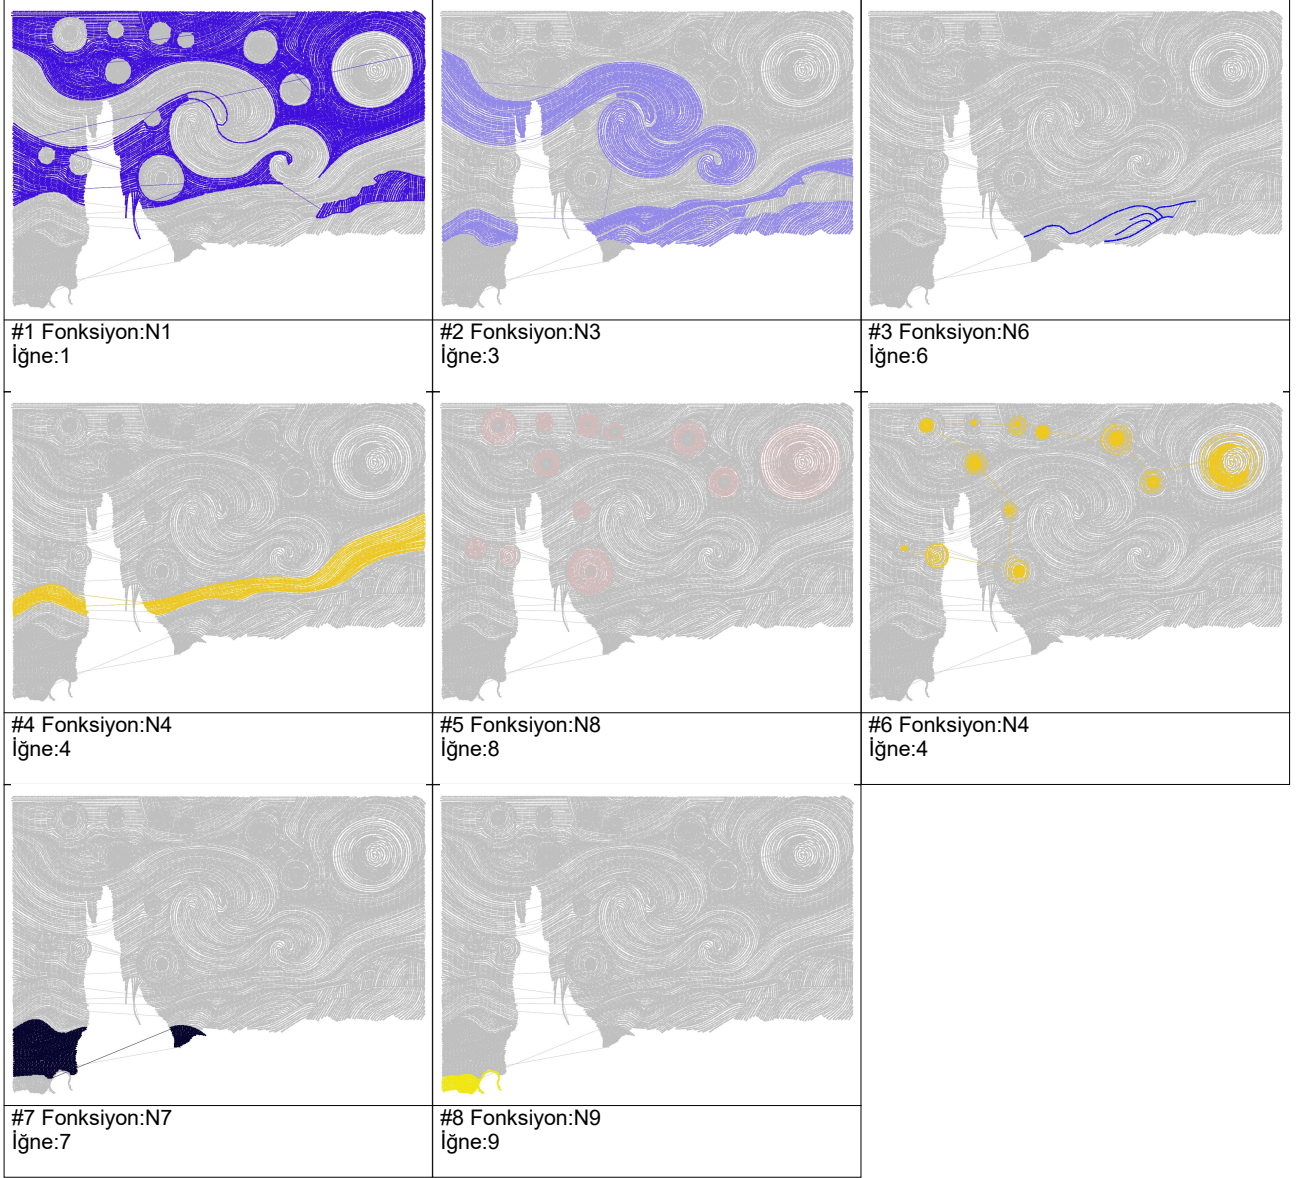 #1 Fonksiyon:N1
İğne:1
#2 Fonksiyon:N3
İğne:3
#3 Fonksiyon:N6
İğne:6
#4 Fonksiyon:N4
İğne:4
#5 Fonksiyon:N8
İğne:8
#6 Fonksiyon:N4
İğne:4
#7 Fonksiyon:N7
İğne:7
#8 Fonksiyon:N9
İğne:9